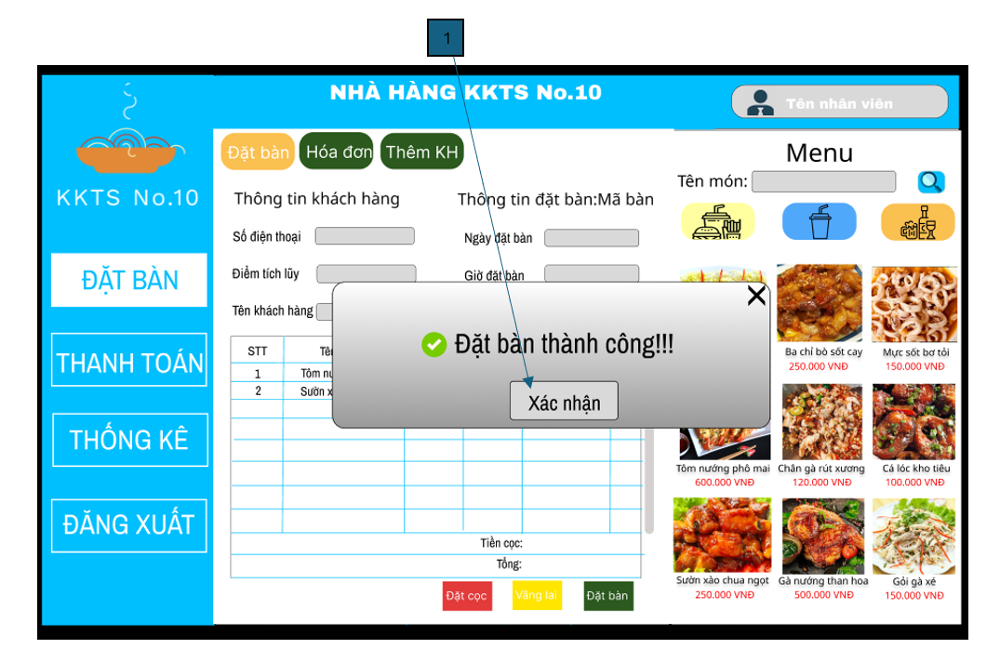 1
NHÀ HÀNG KKTS No.10
Tên nhân viên
KKTS No.10
ĐẶT BÀN
THANH TOÁN
THỐNG KÊ
ĐĂNG XUẤT
Đặt bàn Hóa đơn Thêm KH
Thông tin khách hàng
Thông tin đặt bàn:Mã bàn
Số điện thoại
Ngày đặt bàn
Điểm tích lũy
Giờ đặt bàn
Tên khách hàng
Đặt bàn thành công!!!
Xác nhận
STT
1 Tôm
2 Sườn
Tiền cọc:
Tổng:
Đặt cọc Vãng lai Đặt bàn
Menu
Tên món:
Ba chỉ bò sốt cay
250.000 VNĐ
Mực sốt bơ tỏi
150.000 VNĐ
Tôm nướng phô mai
600.000 VNĐ
Chân gà rút xương
120.000 VNĐ
Cá lóc kho tiêu
100.000 VNĐ
Sườn xào chua ngọt
250.000 VNĐ
Gà nướng than hoa
500.000 VNĐ
Gỏi gà xé
150.000 VNĐ